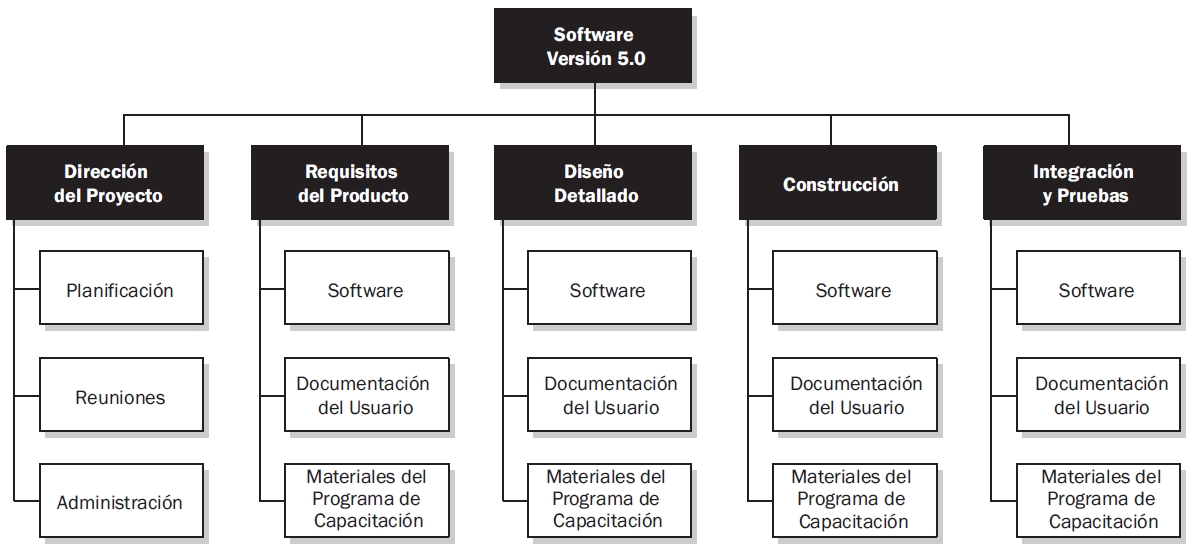 Software
Versión 5.0
Dirección
del Proyecto
Requisitos
del Producto
Diseño
Detallado
Construcción
Integración
y Pruebas
Planificación
Reuniones
Administración
Software
Documentación
del Usuario
Materiales del
Programa de
Capacitación
Software
Documentación
del Usuario
Materiales del
Programa de
Capacitación
Software
Documentación
del Usuario
Materiales del
Programa de
Capacitación
Software
Documentación
del Usuario
Materiales del
Programa de
Capacitación